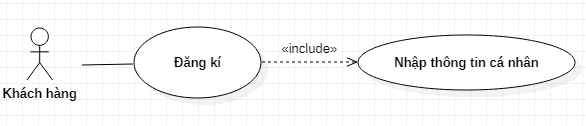 Khách hàng
Đăng kí
«include»
Nhập thông tin cá nhân